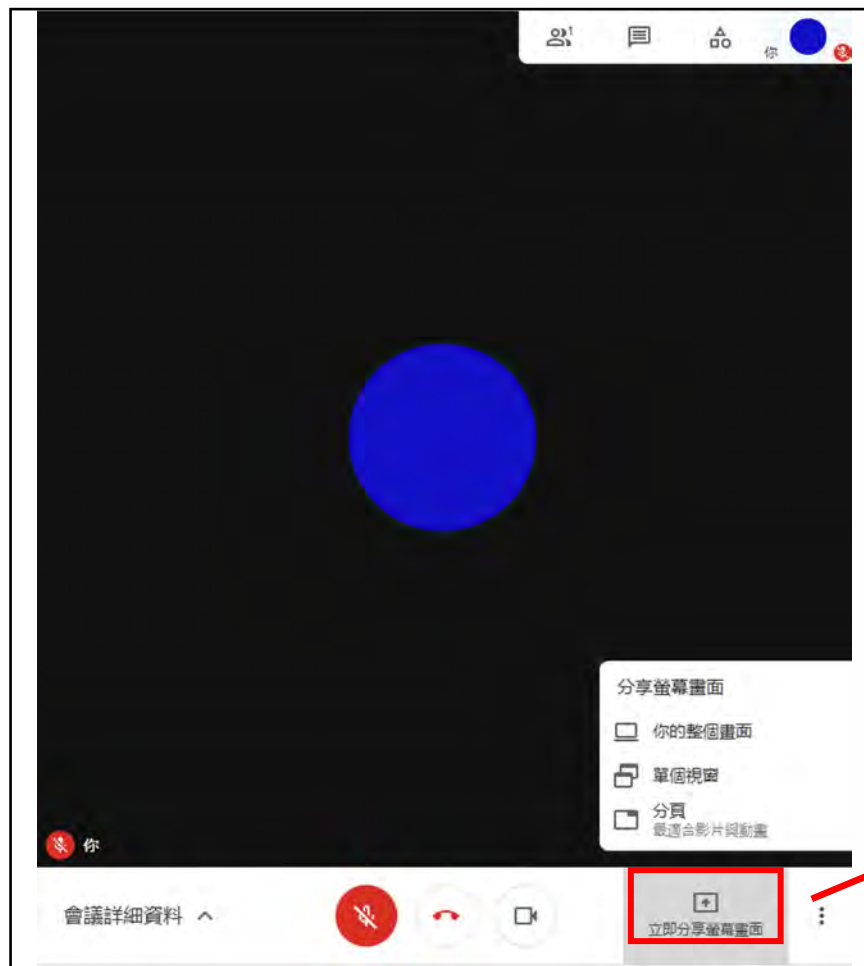 1
你
分享螢幕畫面
你的整個畫面
單個視窗
分頁
最適合影片與動畫
你
會議詳細資料
立即分享螢幕畫面